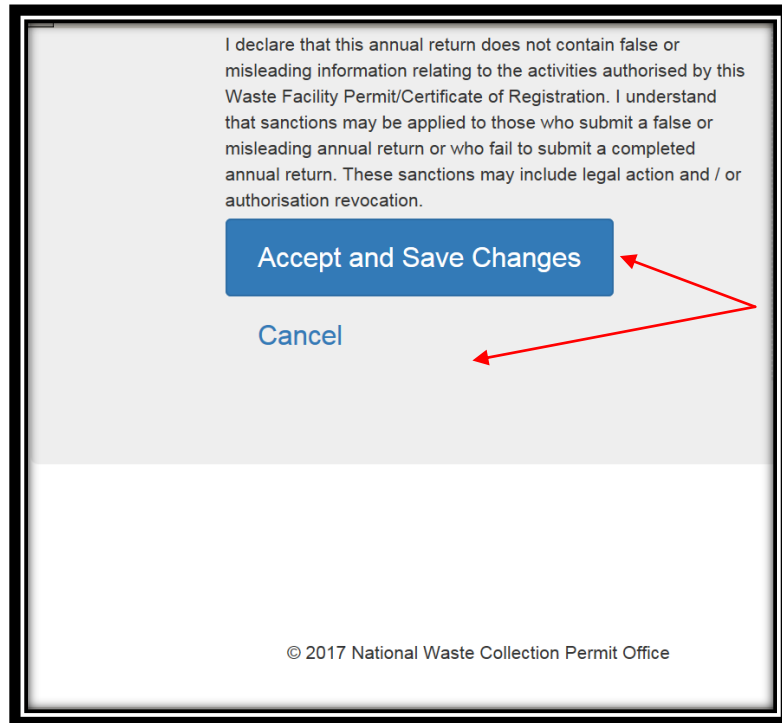 I declare that this annual return does not contain false or
misleading information relating to the activities authorised by this
Waste Facility Permit/Certificate of Registration. I understand
that sanctions may be applied to those who submit a false or
misleading annual return or who fail to submit a completed
annual return. These sanctions may include legal action and / or
authorisation revocation.
Accept and Save Changes
Cancel
© 2017 National Waste Collection Permit Office